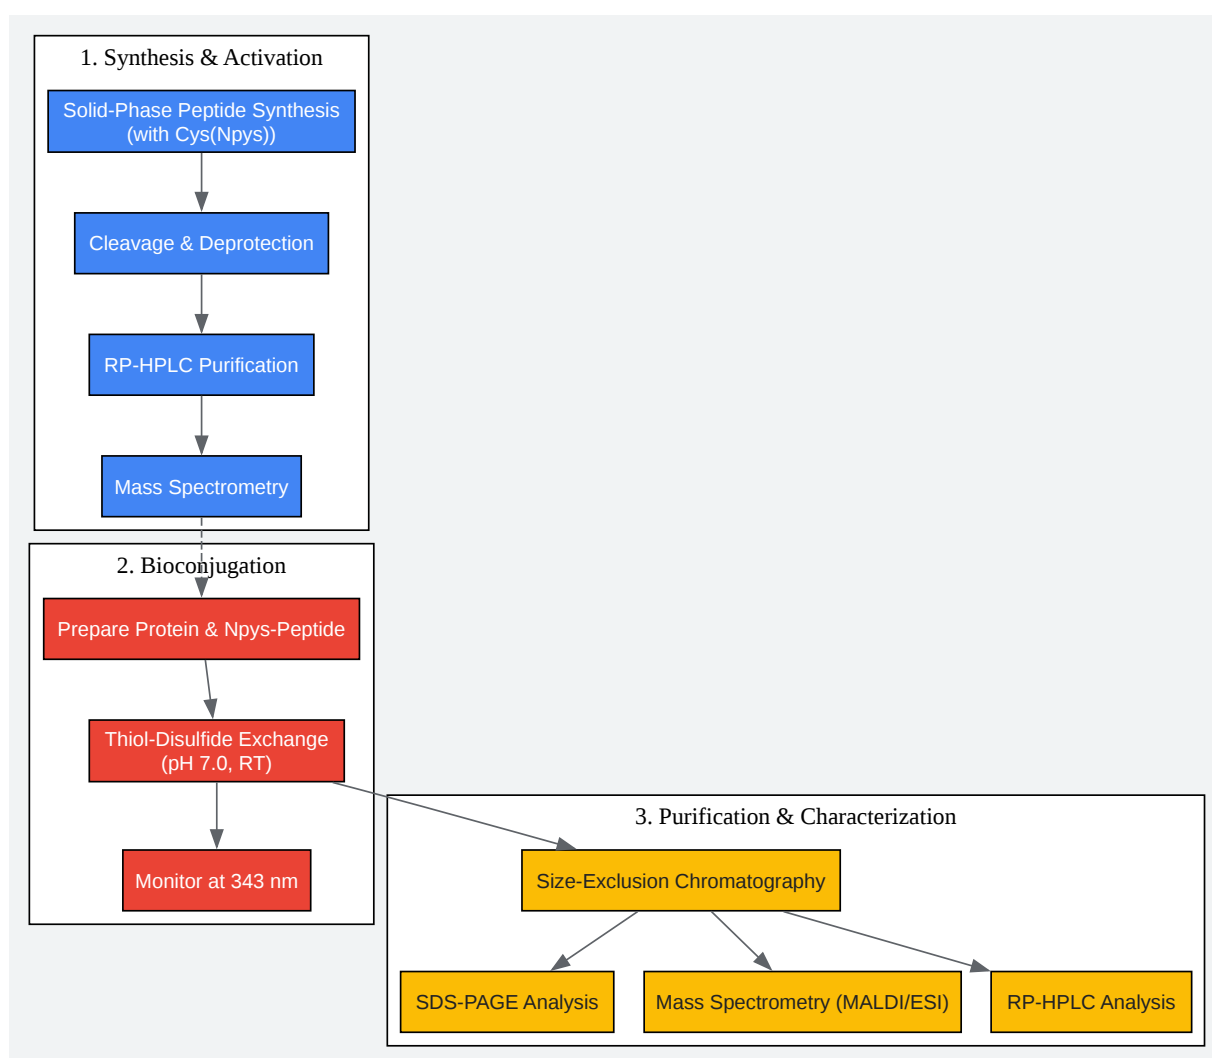 1. Synthesis & Activation
Solid-Phase Peptide Synthesis
(with Cys(Npys))
Cleavage & Deprotection
RP-HPLC Purification
Mass Spectrometry
2. Bioconjugation
Prepare Protein & Npys-Peptide
Thiol-Disulfide Exchange
(pH 7.0, RT)
Monitor at 343 nm
3. Purification & Characterization
Size-Exclusion Chromatography
SDS-PAGE Analysis
Mass Spectrometry (MALDI/ESI)
RP-HPLC Analysis